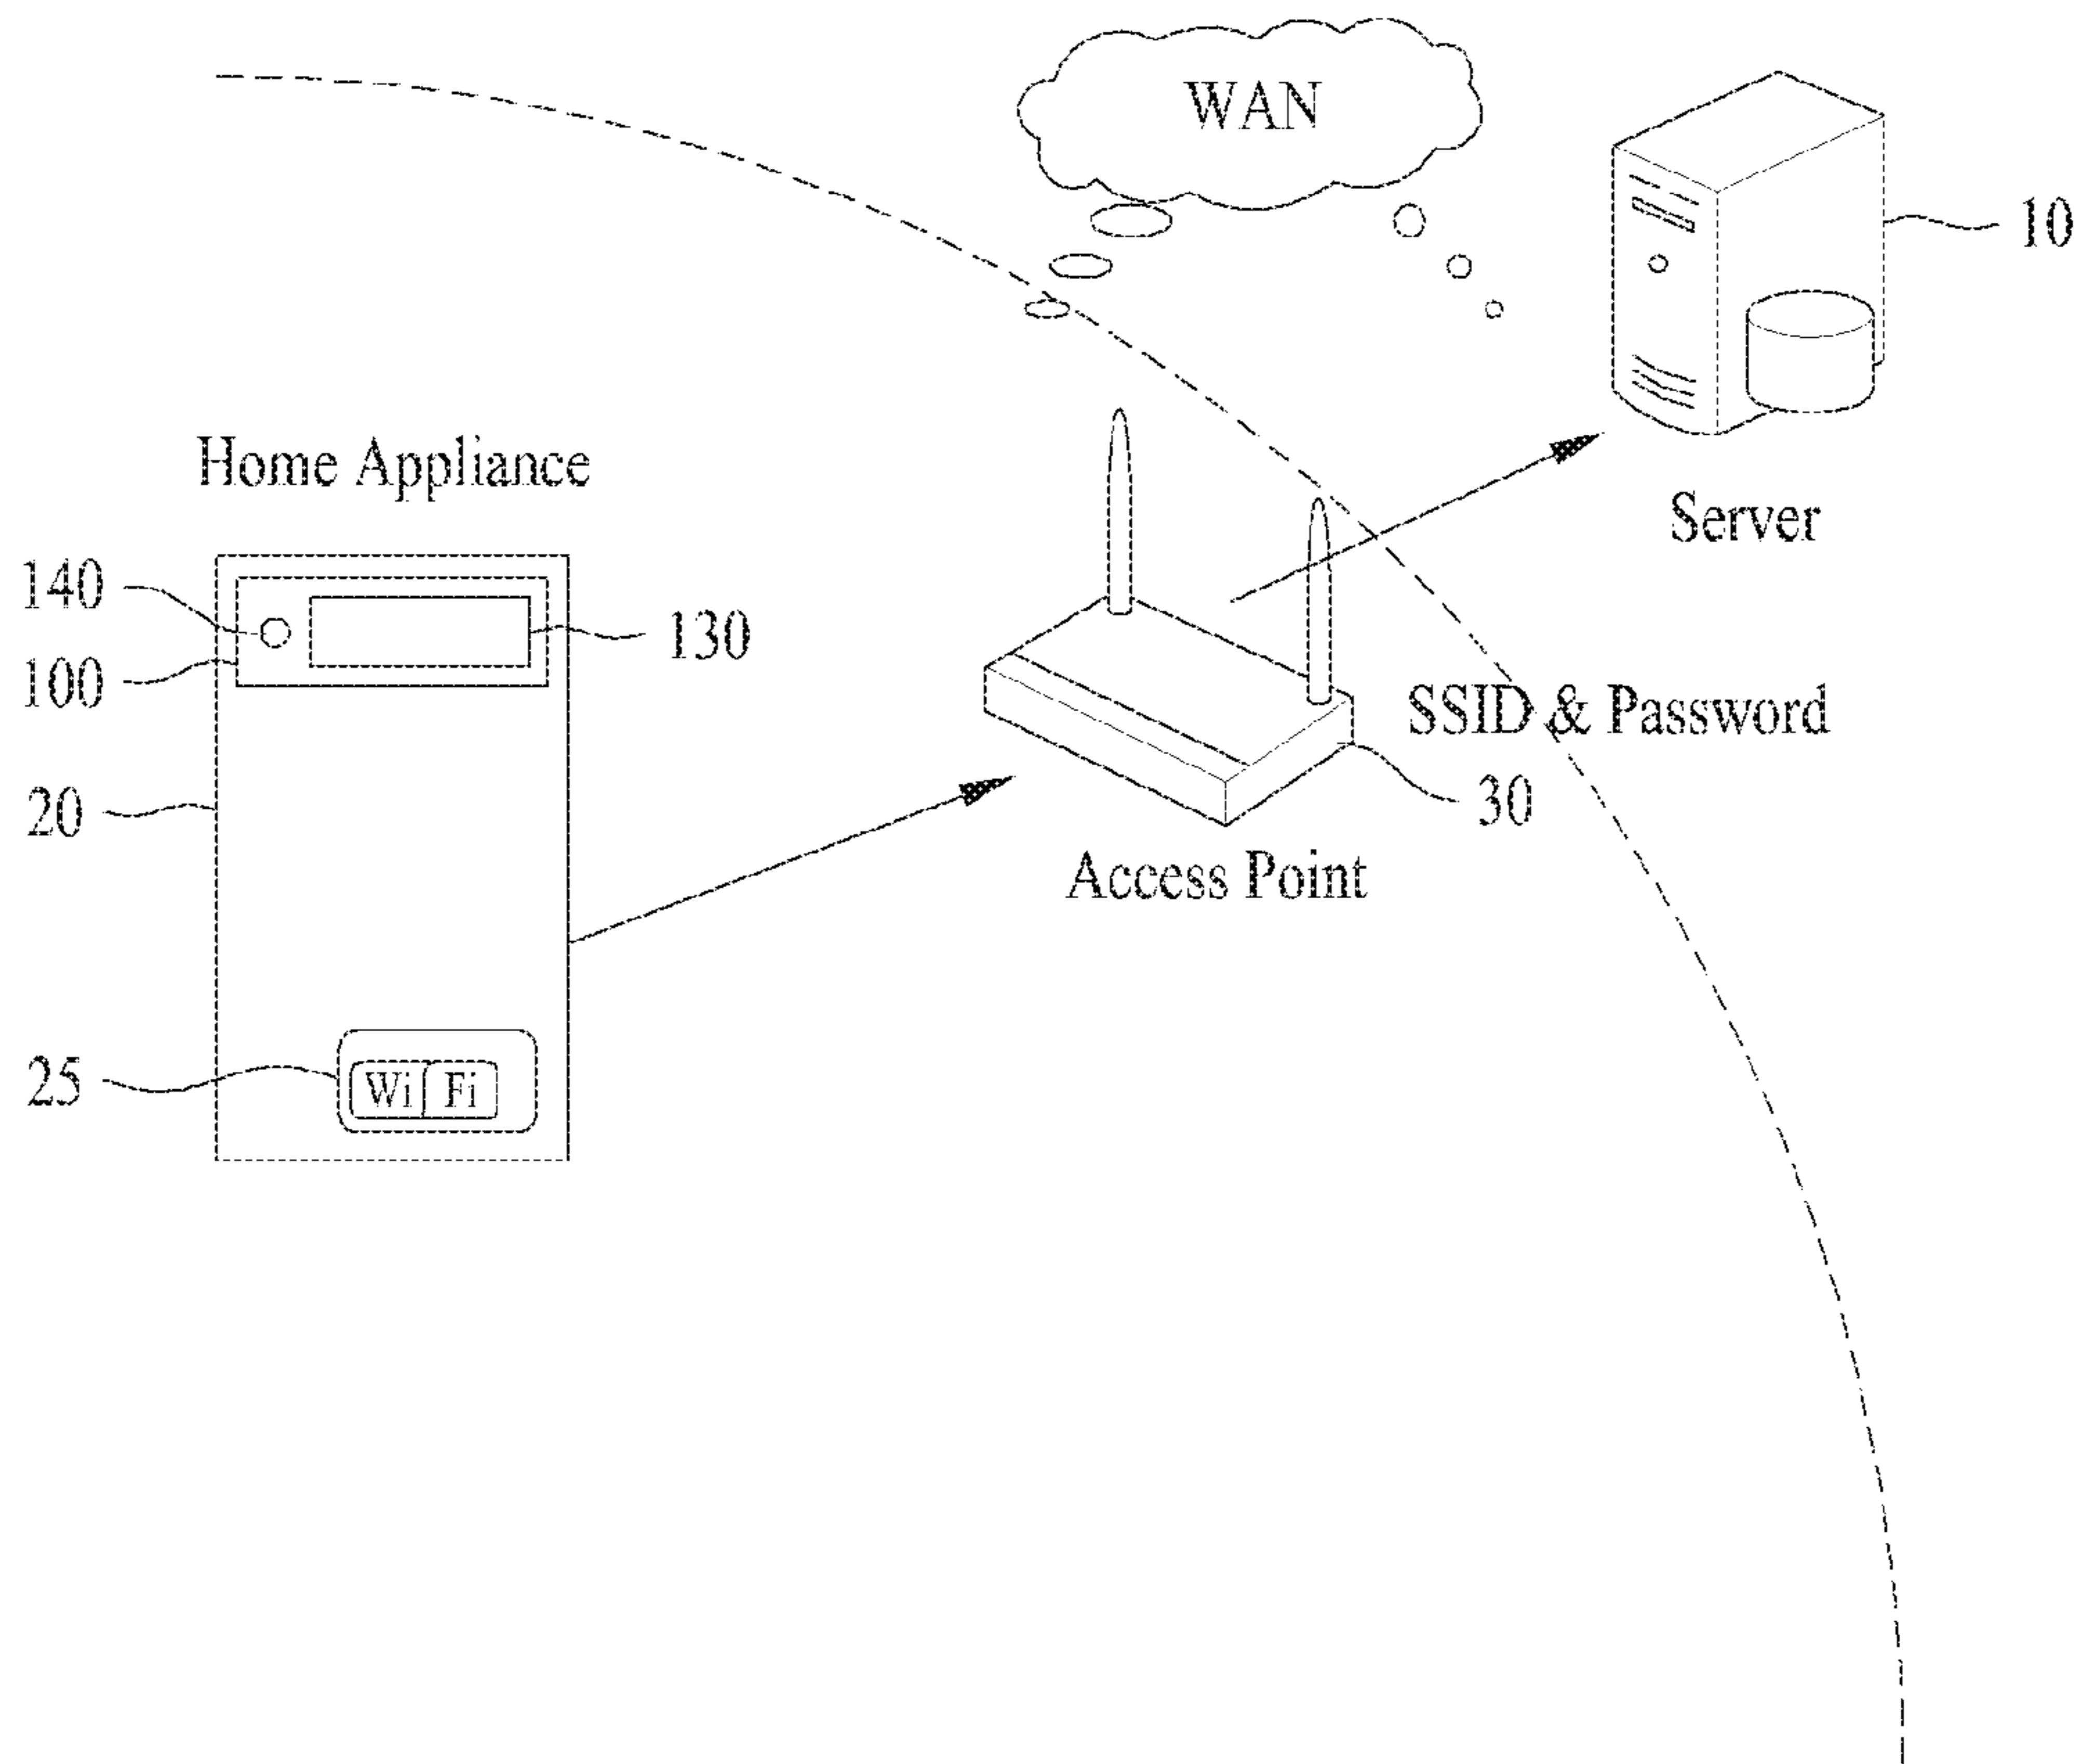 WAN
10
Home Appliance
Server
140
130
100
SSID & Password
20
30
Access Point
25
Wi Fi